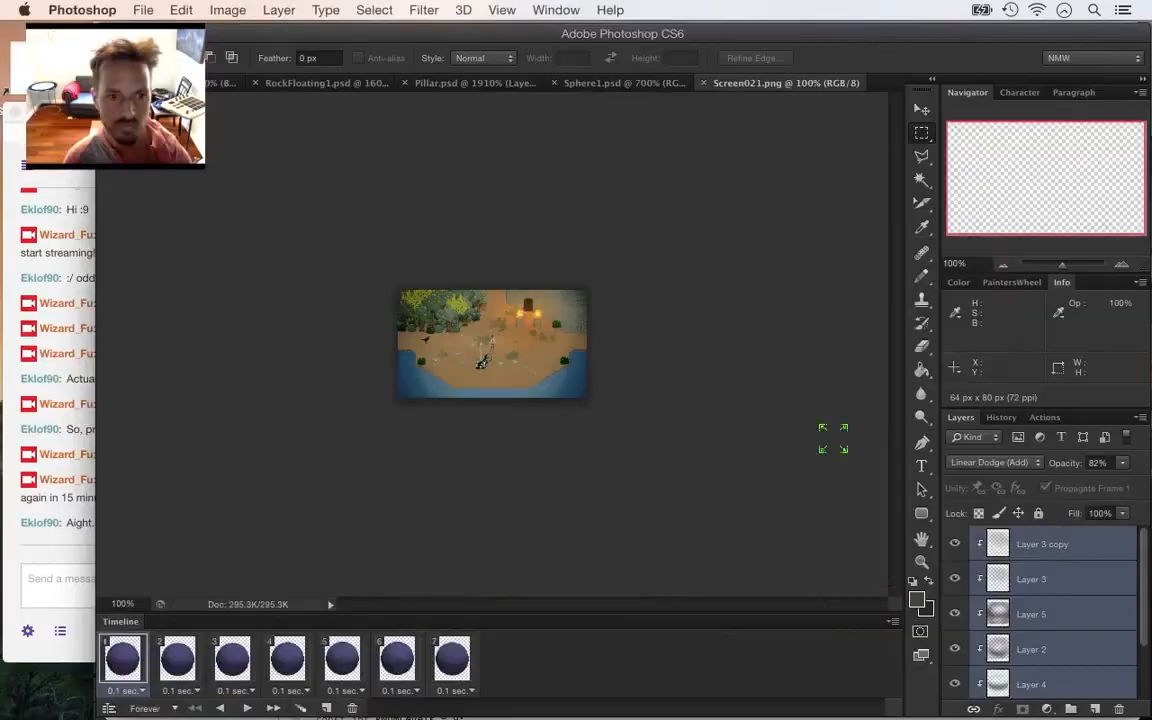 Photoshop File Edit Image Layer Type Select Filter 3D View Window Help
Adobe Photoshop CS6
Feather: 0 px Anti-alias Style: Normal Width: Height: Refine Edge... NMW
RockFloating1.psd @ 160... Pillar.psd @ 1910% (Laye... Sphere1.psd @ 700% (RG... Screen021.png @ 100% (RGB/8)
Navigator Character Paragraph
Eklof90: Hi :9
Wizard_Fu:
start streaming!
100%
Eklof90: :/ odd
Color PaintersWheel Info
Wizard_Fu:
H: Op: 100%
S:
B:
Wizard_Fu:
Wizard_Fu:
X: W:
Y: H:
Eklof90: Actua
64 px x 80 px (72 ppi)
Wizard_Fu:
Layers History Actions
Eklof90: So, pr
Kind
Wizard_Fu:
Linear Dodge (Add) Opacity: 82%
Wizard_Fu:
Unify: Propagate Frame 1
again in 15 min
Lock: Fill: 100%
Eklof90: Aight.
Layer 3 copy
Send a messa
Layer 3
100% Doc: 295.3K/295.3K
Layer 5
Timeline
1 2 3 4 5 6 7
Layer 2
Layer 4
0.1 sec. 0.1 sec. 0.1 sec. 0.1 sec. 0.1 sec. 0.1 sec. 0.1 sec.
Forever